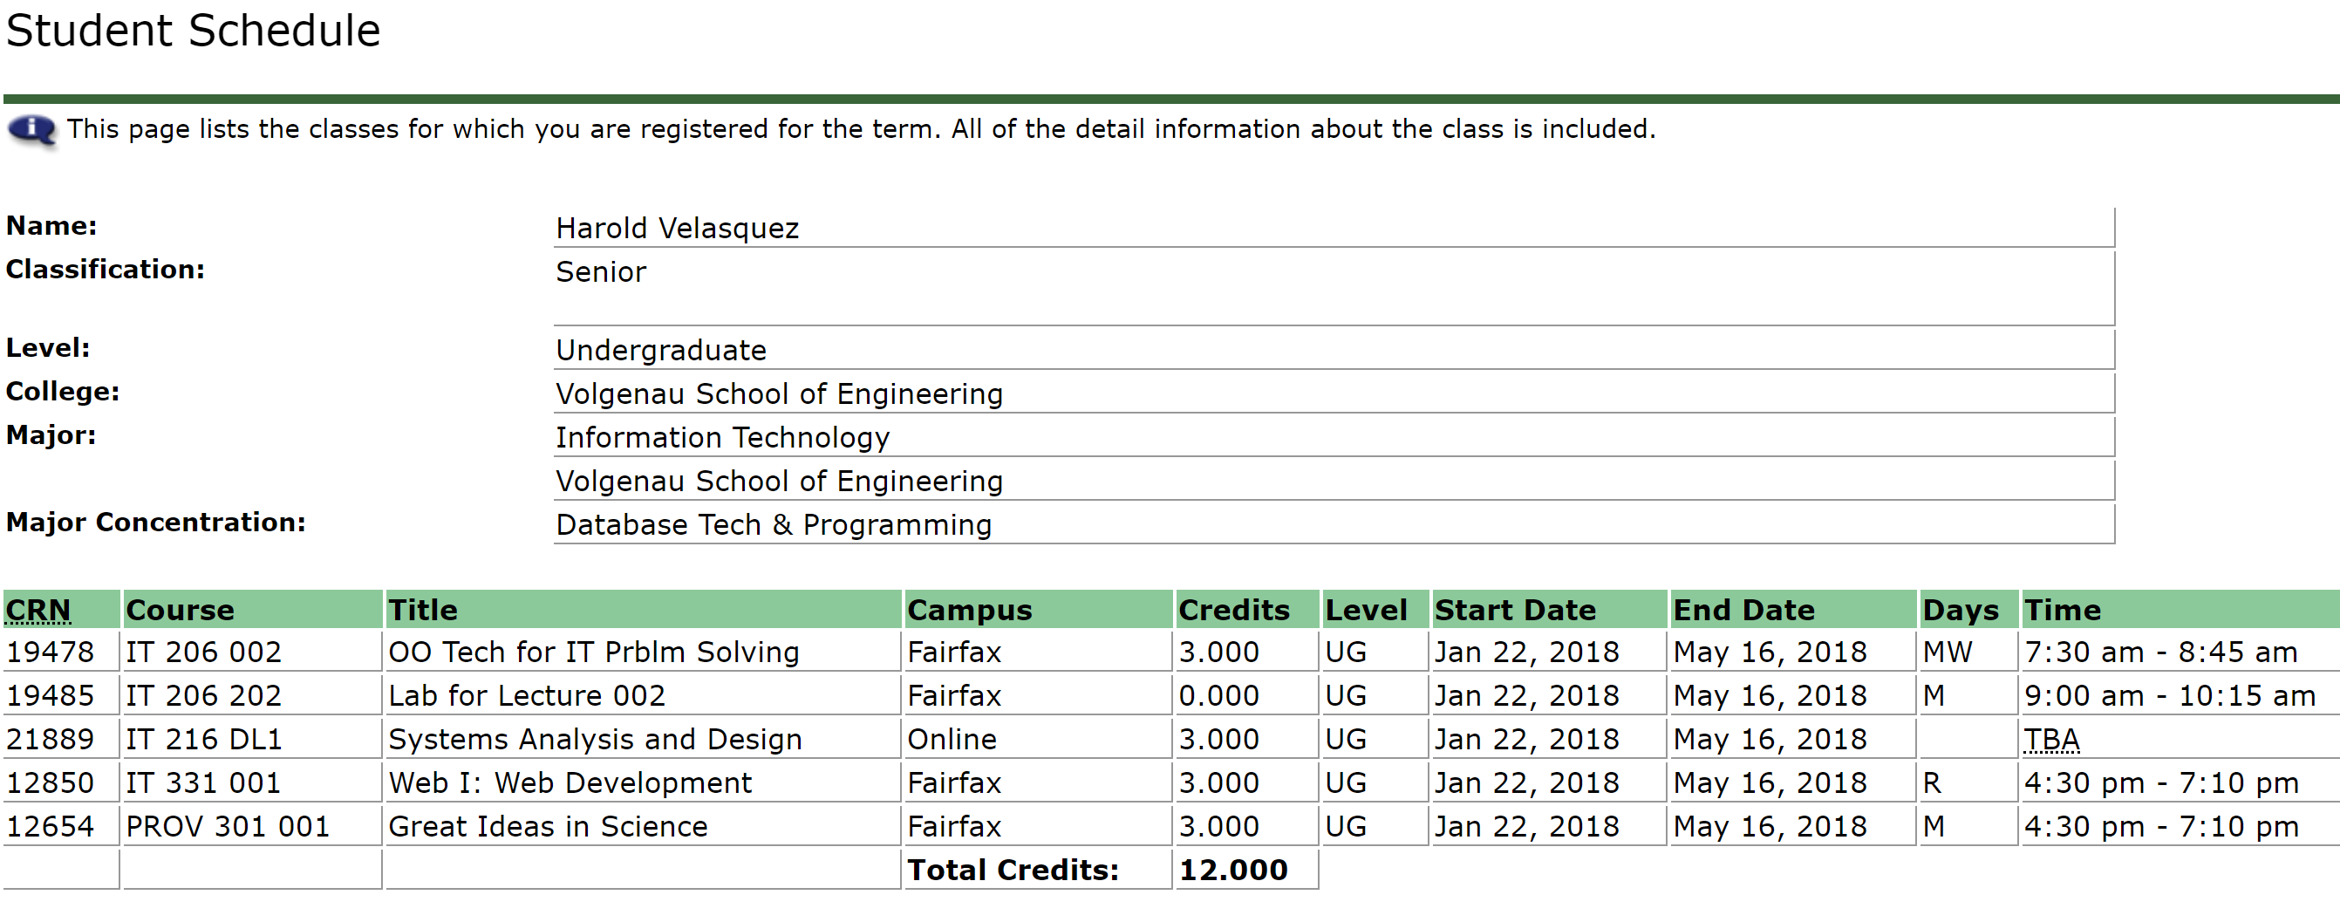 Student Schedule
This page lists the classes for which you are registered for the term. All of the detail information about the class is included.
Name: Harold Velasquez
Classification: Senior
Level: Undergraduate
College: Volgenau School of Engineering
Major: Information Technology
Volgenau School of Engineering
Major Concentration: Database Tech & Programming
CRN Course Title Campus Credits Level Start Date End Date Days Time
19478 IT 206 002 OO Tech for IT Prblm Solving Fairfax 3.000 UG Jan 22, 2018 May 16, 2018 MW 7:30 am - 8:45 am
19485 IT 206 202 Lab for Lecture 002 Fairfax 0.000 UG Jan 22, 2018 May 16, 2018 M 9:00 am - 10:15 am
21889 IT 216 DL1 Systems Analysis and Design Online 3.000 UG Jan 22, 2018 May 16, 2018 TBA
12850 IT 331 001 Web I: Web Development Fairfax 3.000 UG Jan 22, 2018 May 16, 2018 R 4:30 pm - 7:10 pm
12654 PROV 301 001 Great Ideas in Science Fairfax 3.000 UG Jan 22, 2018 May 16, 2018 M 4:30 pm - 7:10 pm
Total Credits: 12.000